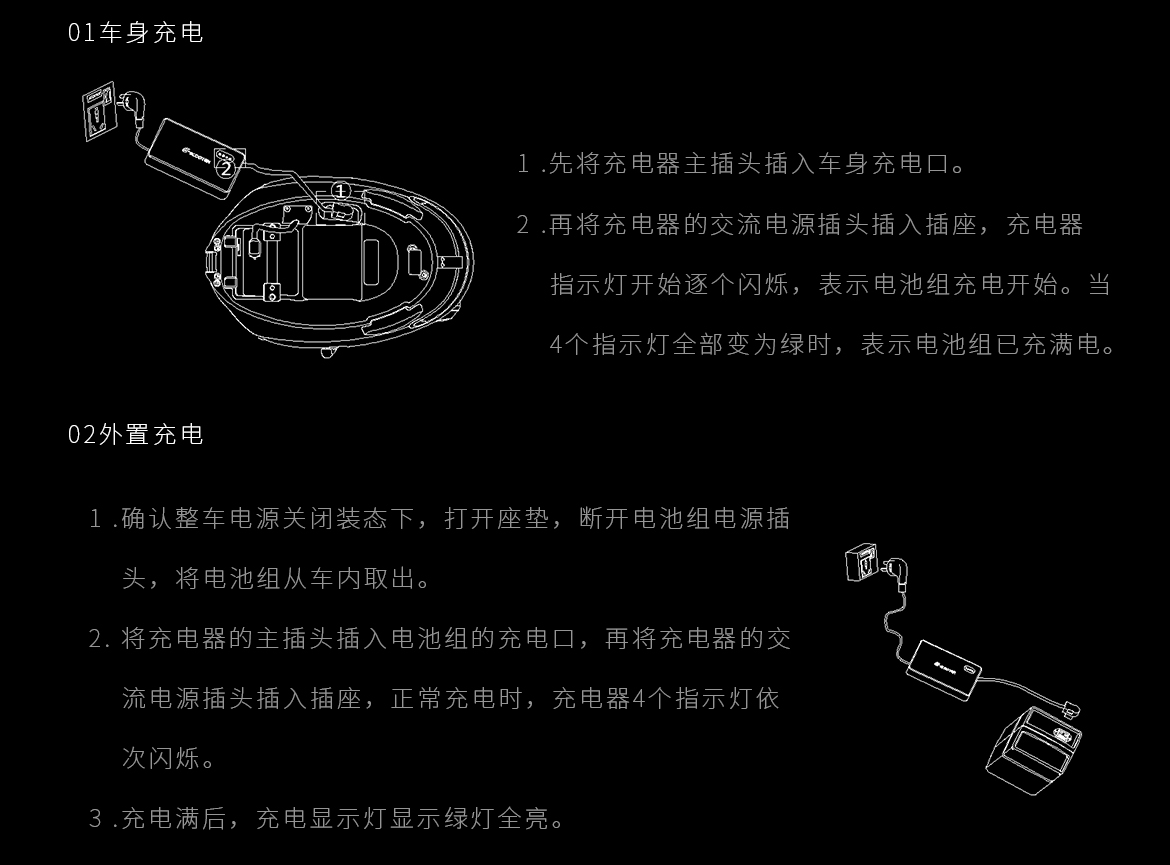 01车身充电
E-SCOOTER
2
1
1.先将充电器主插头插入车身充电口。
2.再将充电器的交流电源插头插入插座，充电器
指示灯开始逐个闪烁，表示电池组充电开始。当
4个指示灯全部变为绿时，表示电池组已充满电。
02外置充电
1.确认整车电源关闭装态下，打开座垫，断开电池组电源插
头，将电池组从车内取出。
2. 将充电器的主插头插入电池组的充电口，再将充电器的交
流电源插头插入插座，正常充电时，充电器4个指示灯依
次闪烁。
3.充电满后，充电显示灯显示绿灯全亮。